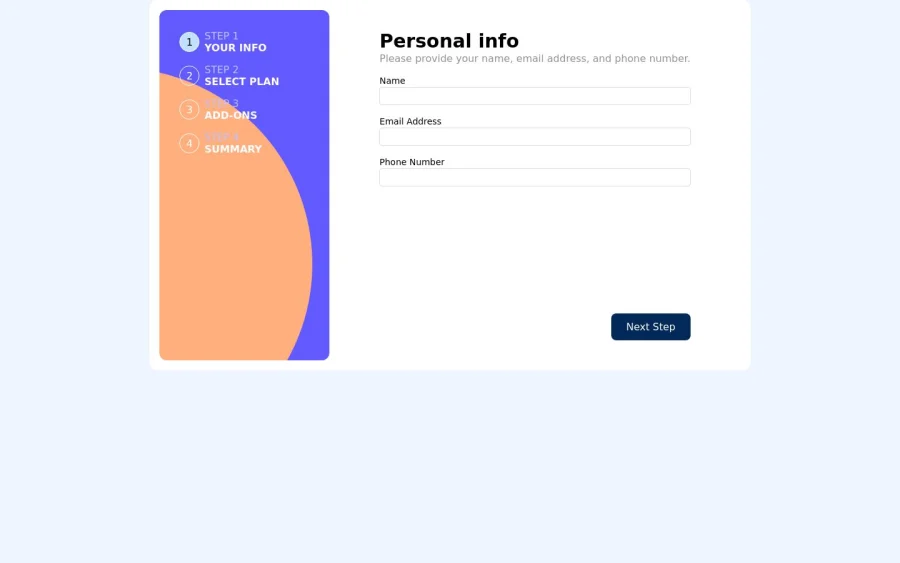 1
STEP 1
YOUR INFO
2
STEP 2
SELECT PLAN
3
STEP 3
ADD-ONS
4
STEP 4
SUMMARY
Personal info
Please provide your name, email address, and phone number.
Name
Email Address
Phone Number
Next Step